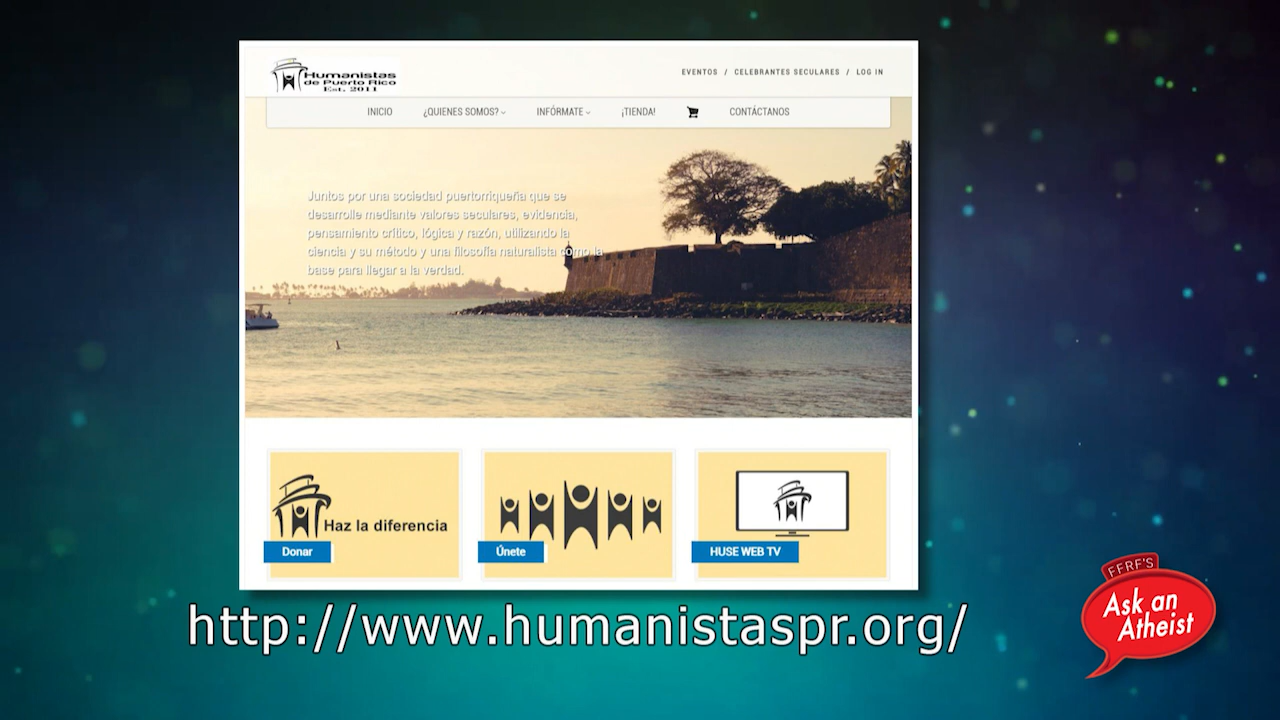 Humanistas
de Puerto Rico
Est. 2011
EVENTOS / CELEBRANTES SECULARES / LOG IN
INICIO ¿QUIENES SOMOS? INFÓRMATE ¡TIENDA! CONTÁCTANOS
Juntos por una sociedad puertorriqueña que se
desarrolle mediante valores seculares, evidencia,
pensamiento crítico, lógica y razón, utilizando la
ciencia y su método y una filosofía naturalista como la
base para llegar a la verdad.
Haz la diferencia
Donar
Únete
HUSE WEB TV
http://www.humanistaspr.org/
FFRF'S
Ask an
Atheist